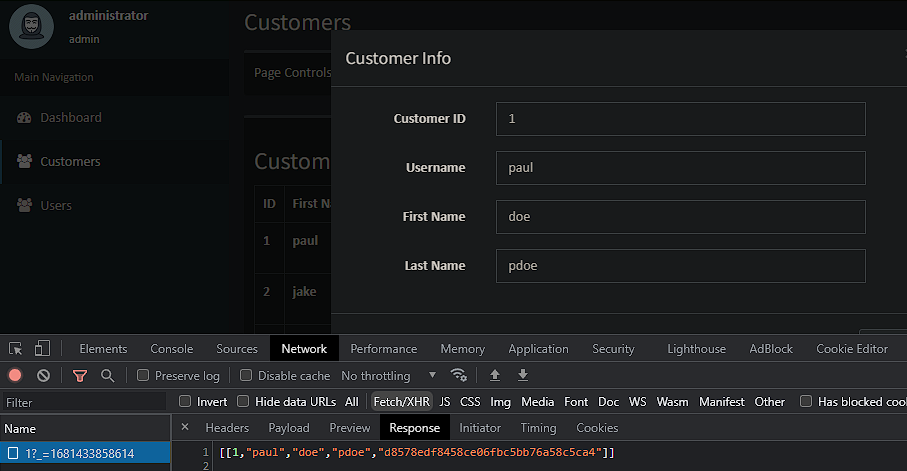 administrator
admin
Customers
Main Navigation
Page Controls
Customer Info
Dashboard
Customer ID 1
Username paul
Customers
Custom
First Name doe
Users
ID First N
Last Name pdoe
1 paul
2 jake
Elements Console Sources Network Performance Memory Application Security Lighthouse AdBlock Cookie Editor
Preserve log Disable cache No throttling
Filter Invert Hide data URLs All Fetch/XHR JS CSS Img Media Font Doc WS Wasm Manifest Other Has blocked cool
Name × Headers Payload Preview Response Initiator Timing Cookies
1?_=1681433858614 1 [[1,"paul","doe","pdoe","d8578edf8458ce06fbc5bb76a58c5ca4"]]
2